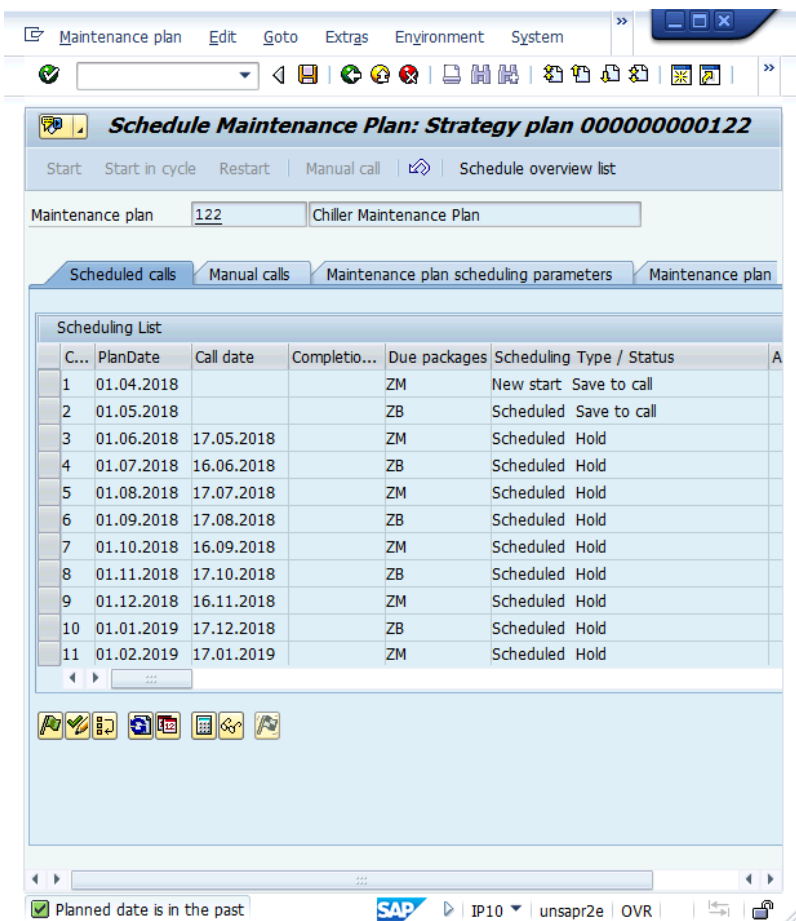 Maintenance plan Edit Goto Extras Environment System »
»
Schedule Maintenance Plan: Strategy plan 000000000122
Start Start in cycle Restart Manual call Schedule overview list
Maintenance plan 122 Chiller Maintenance Plan
Scheduled calls Manual calls Maintenance plan scheduling parameters Maintenance plan
Scheduling List
C... PlanDate Call date Completio... Due packages Scheduling Type / Status A
1 01.04.2018 ZM New start Save to call
2 01.05.2018 ZB Scheduled Save to call
3 01.06.2018 17.05.2018 ZM Scheduled Hold
4 01.07.2018 16.06.2018 ZB Scheduled Hold
5 01.08.2018 17.07.2018 ZM Scheduled Hold
6 01.09.2018 17.08.2018 ZB Scheduled Hold
7 01.10.2018 16.09.2018 ZM Scheduled Hold
8 01.11.2018 17.10.2018 ZB Scheduled Hold
9 01.12.2018 16.11.2018 ZM Scheduled Hold
10 01.01.2019 17.12.2018 ZB Scheduled Hold
11 01.02.2019 17.01.2019 ZM Scheduled Hold
12
Planned date is in the past SAP IP10 unsapr2e OVR